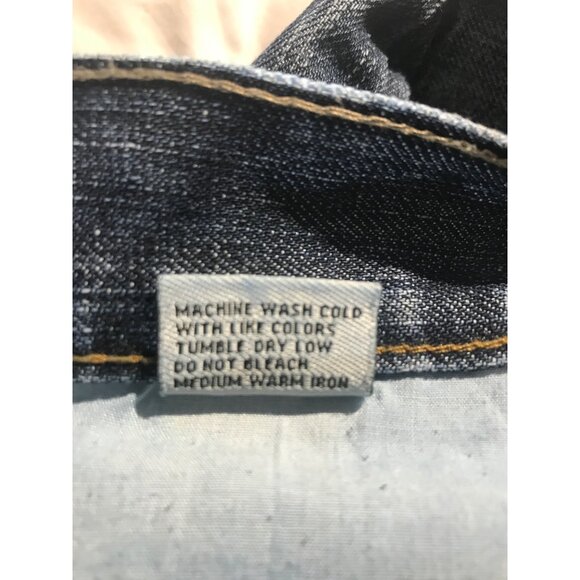 MACHINE WASH COLD
WITH LIKE COLORS
TUMBLE DRY LOW
DO NOT BLEACH
MEDIUM WARM IRON